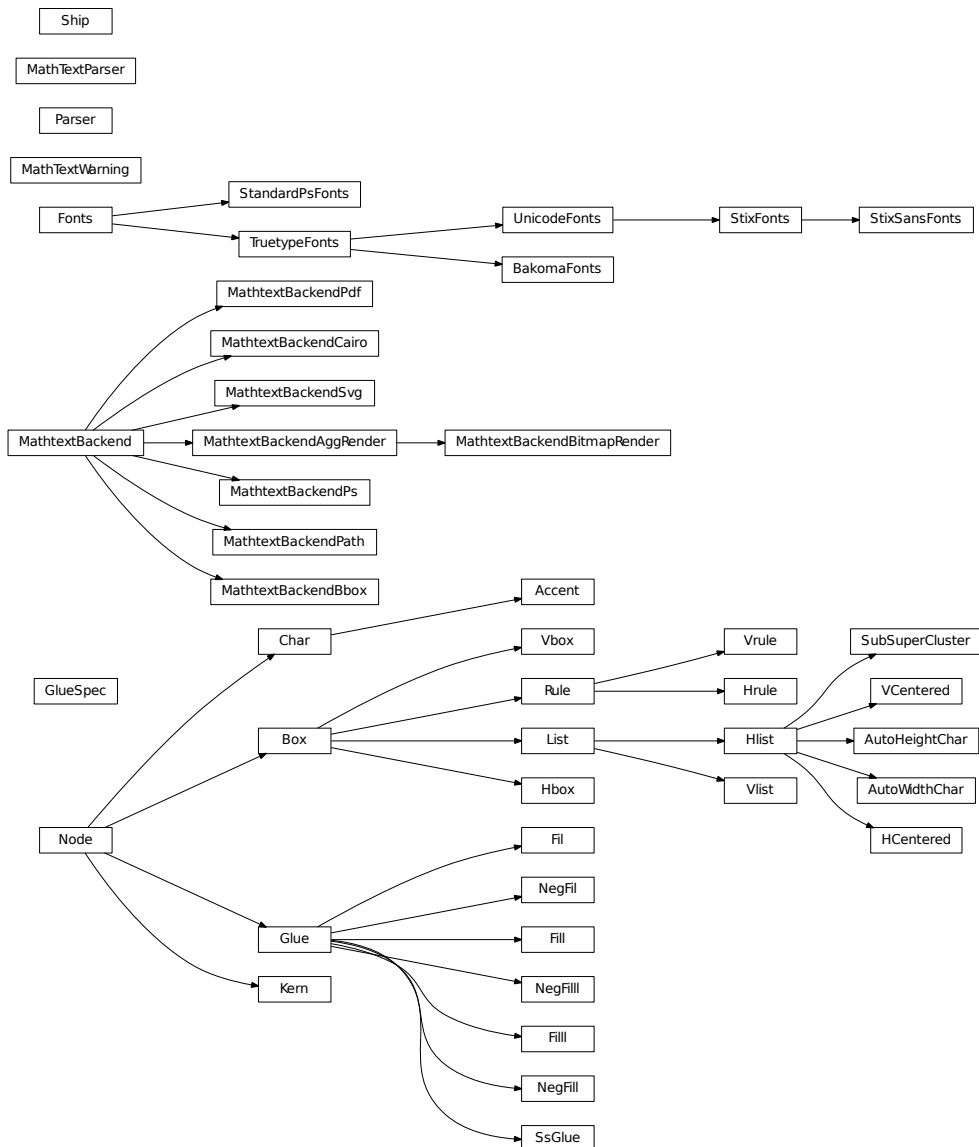 Ship
MathTextParser
Parser
MathTextWarning
Fonts
StandardPsFonts
TruetypeFonts
UnicodeFonts
StixFonts
StixSansFonts
BakomaFonts
MathtextBackendPdf
MathtextBackendCairo
MathtextBackendSvg
MathtextBackend
MathtextBackendAggRender
MathtextBackendBitmapRender
MathtextBackendPs
MathtextBackendPath
MathtextBackendBbox
Accent
Char
Vbox
Vrule
SubSuperCluster
GlueSpec
Rule
Hrule
VCentered
Box
List
Hlist
AutoHeightChar
Hbox
Vlist
AutoWidthChar
Node
Fil
HCentered
NegFil
Glue
Fill
Kern
NegFilll
Filll
NegFill
SsGlue